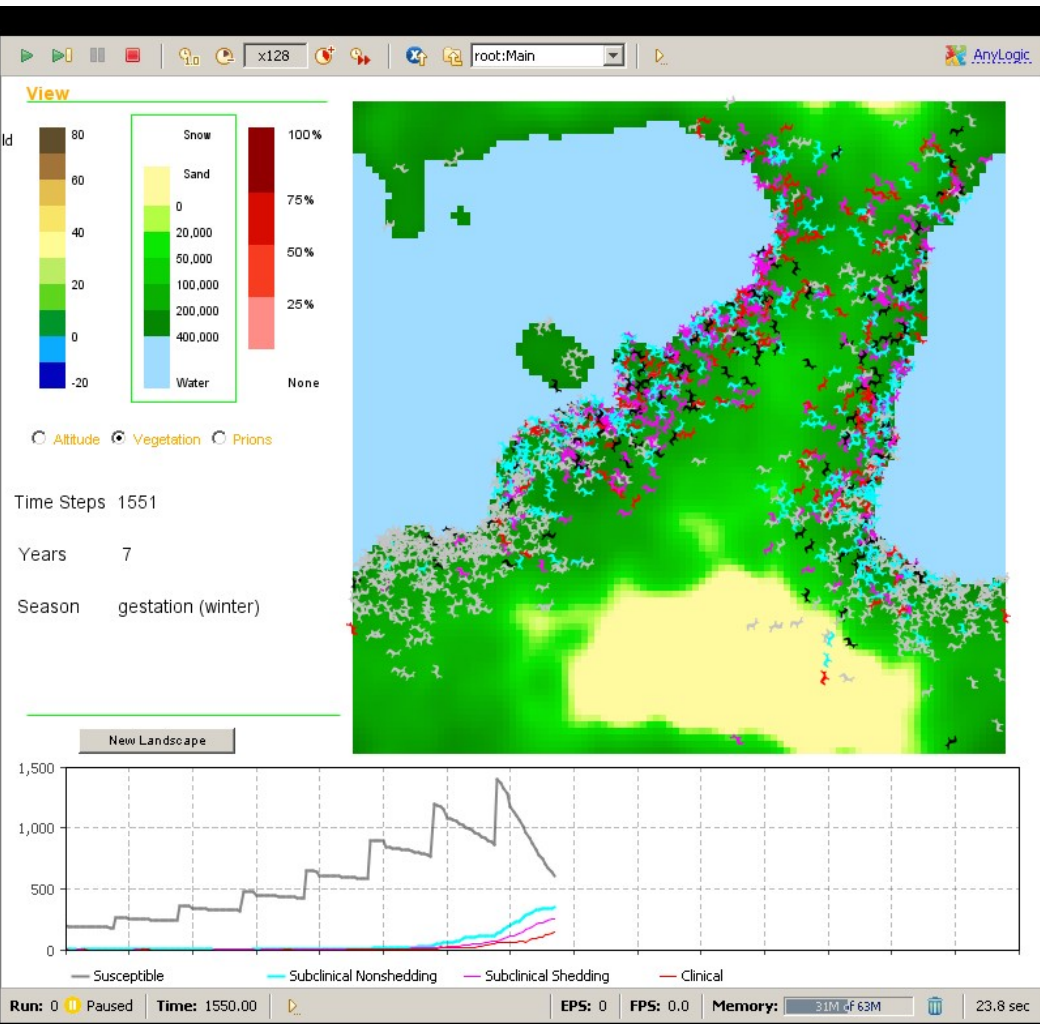 x128 root:Main AnyLogic
View
ld
80
60
40
20
0
-20
Snow
Sand
0
20,000
50,000
100,000
200,000
400,000
Water
100%
75%
50%
25%
None
Altitude Vegetation Prions
Time Steps 1551
Years 7
Season gestation (winter)
New Landscape
1,500
1,000
500
0
Susceptible Subclinical Nonshedding Subclinical Shedding Clinical
Run: 0 Paused Time: 1550.00 EPS: 0 FPS: 0.0 Memory: 31M of 63M 23.8 sec